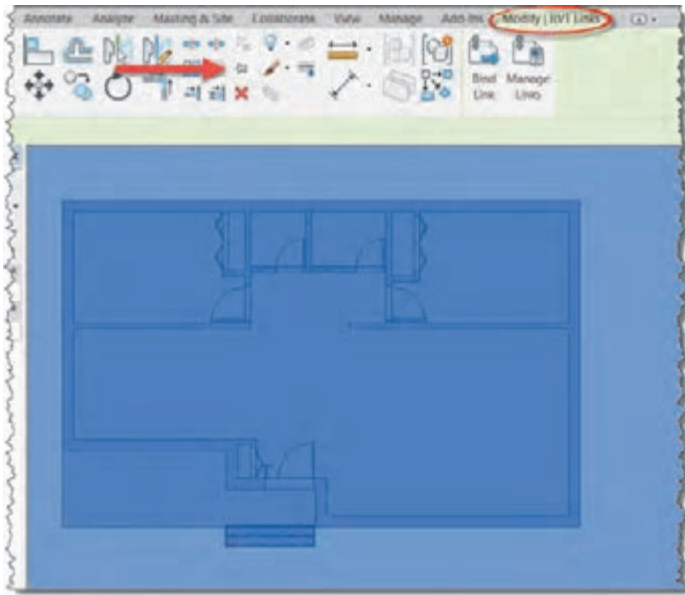 Annotate Analyze Massing & Site Collaborate View Manage Add-Ins Modify | RVT Links
Bind Manage
Link Links